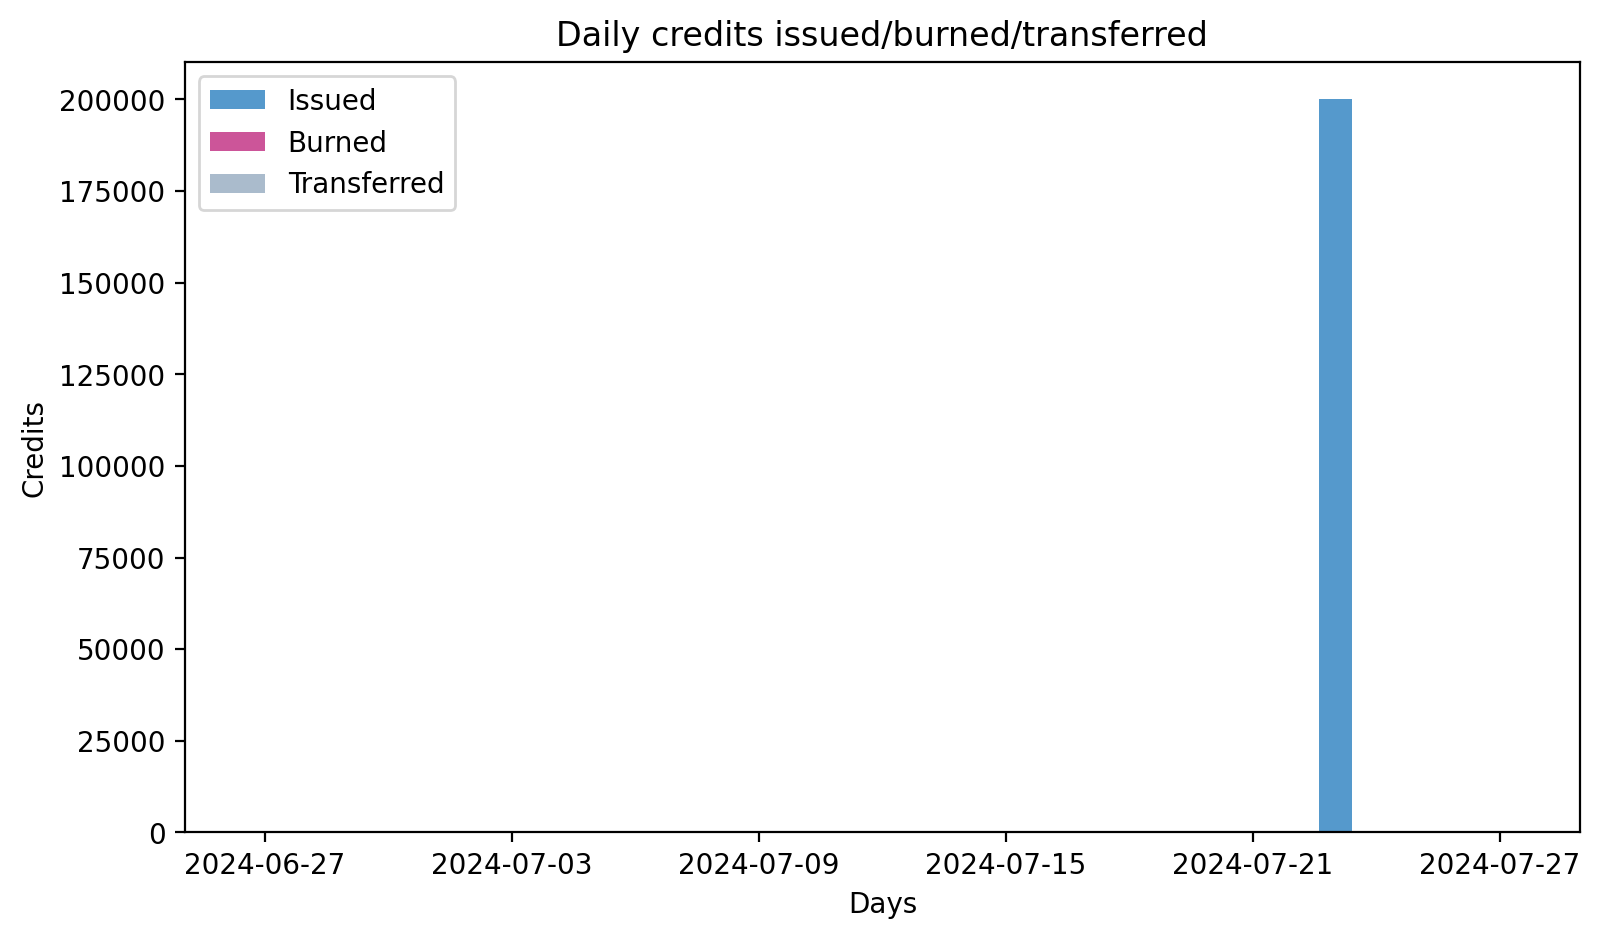 Daily credits issued/burned/transferred
Issued
Burned
Transferred
200000
175000
150000
125000
100000
75000
50000
25000
0
Credits
2024-06-27 2024-07-03 2024-07-09 2024-07-15 2024-07-21 2024-07-27
Days